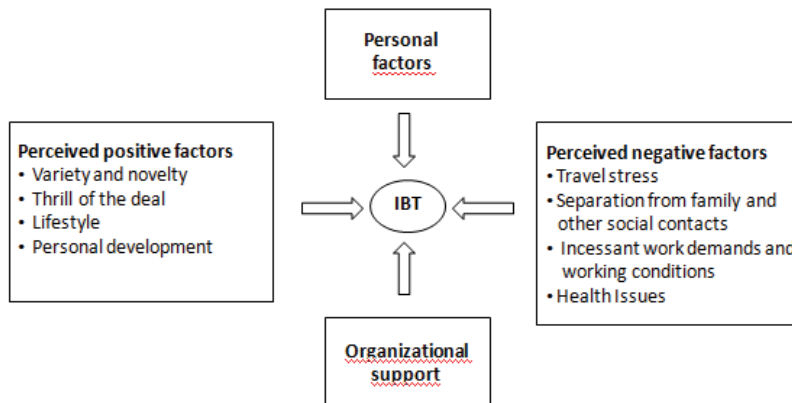 Personal
factors
Perceived positive factors
• Variety and novelty
• Thrill of the deal
• Lifestyle
• Personal development
IBT
Perceived negative factors
• Travel stress
• Separation from family and
other social contacts
• Incessant work demands and
working conditions
• Health Issues
Organizational
support